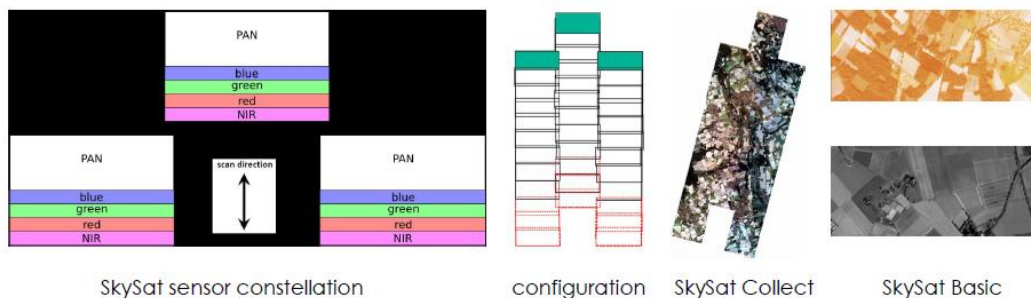 PAN
blue
green
red
NIR
PAN
blue
green
red
NIR
scan direction
PAN
blue
green
red
NIR
SkySat sensor constellation
configuration
SkySat Collect
SkySat Basic